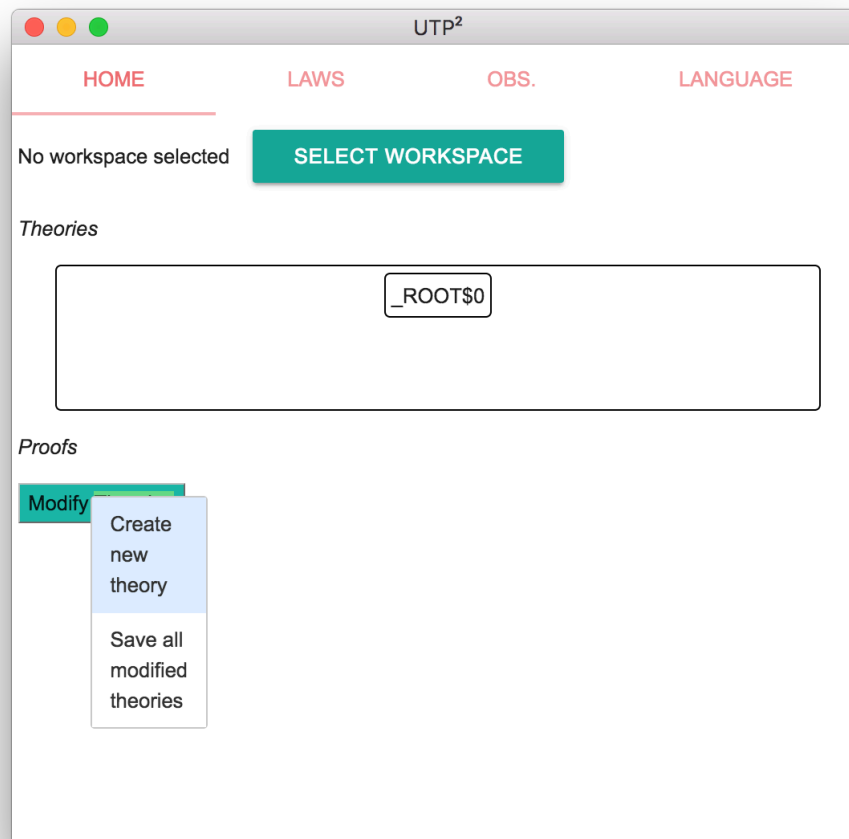 UTP²
HOME LAWS OBS. LANGUAGE
No workspace selected SELECT WORKSPACE
Theories
_ROOT$0
Proofs
Modify
Create
new
theory
Save all
modified
theories